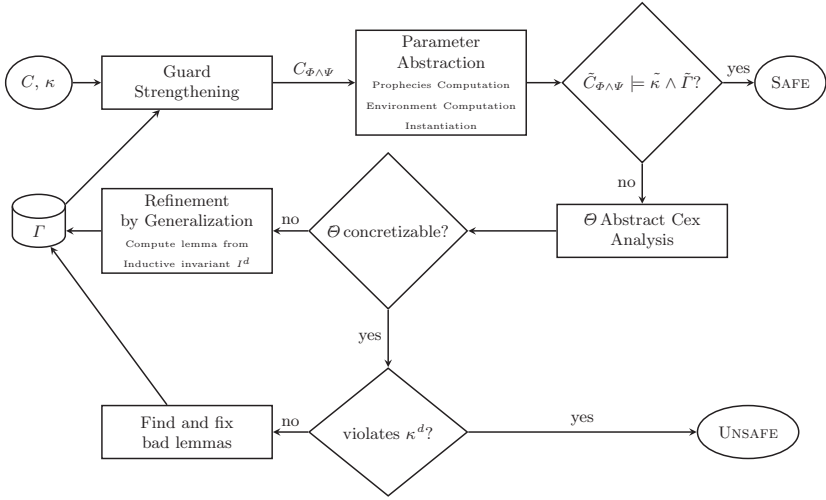 C, κ
Guard
Strengthening
C_{Φ∧Ψ}
Parameter
Abstraction
Prophecies Computation
Environment Computation
Instantiation
C̃_{Φ∧Ψ} ⊨ κ̃ ∧ Γ̃?
yes
SAFE
no
Γ
Refinement
by Generalization
Compute lemma from
Inductive invariant I^d
no
Θ concretizable?
Θ Abstract Cex
Analysis
yes
Find and fix
bad lemmas
no
violates κ^d?
yes
UNSAFE